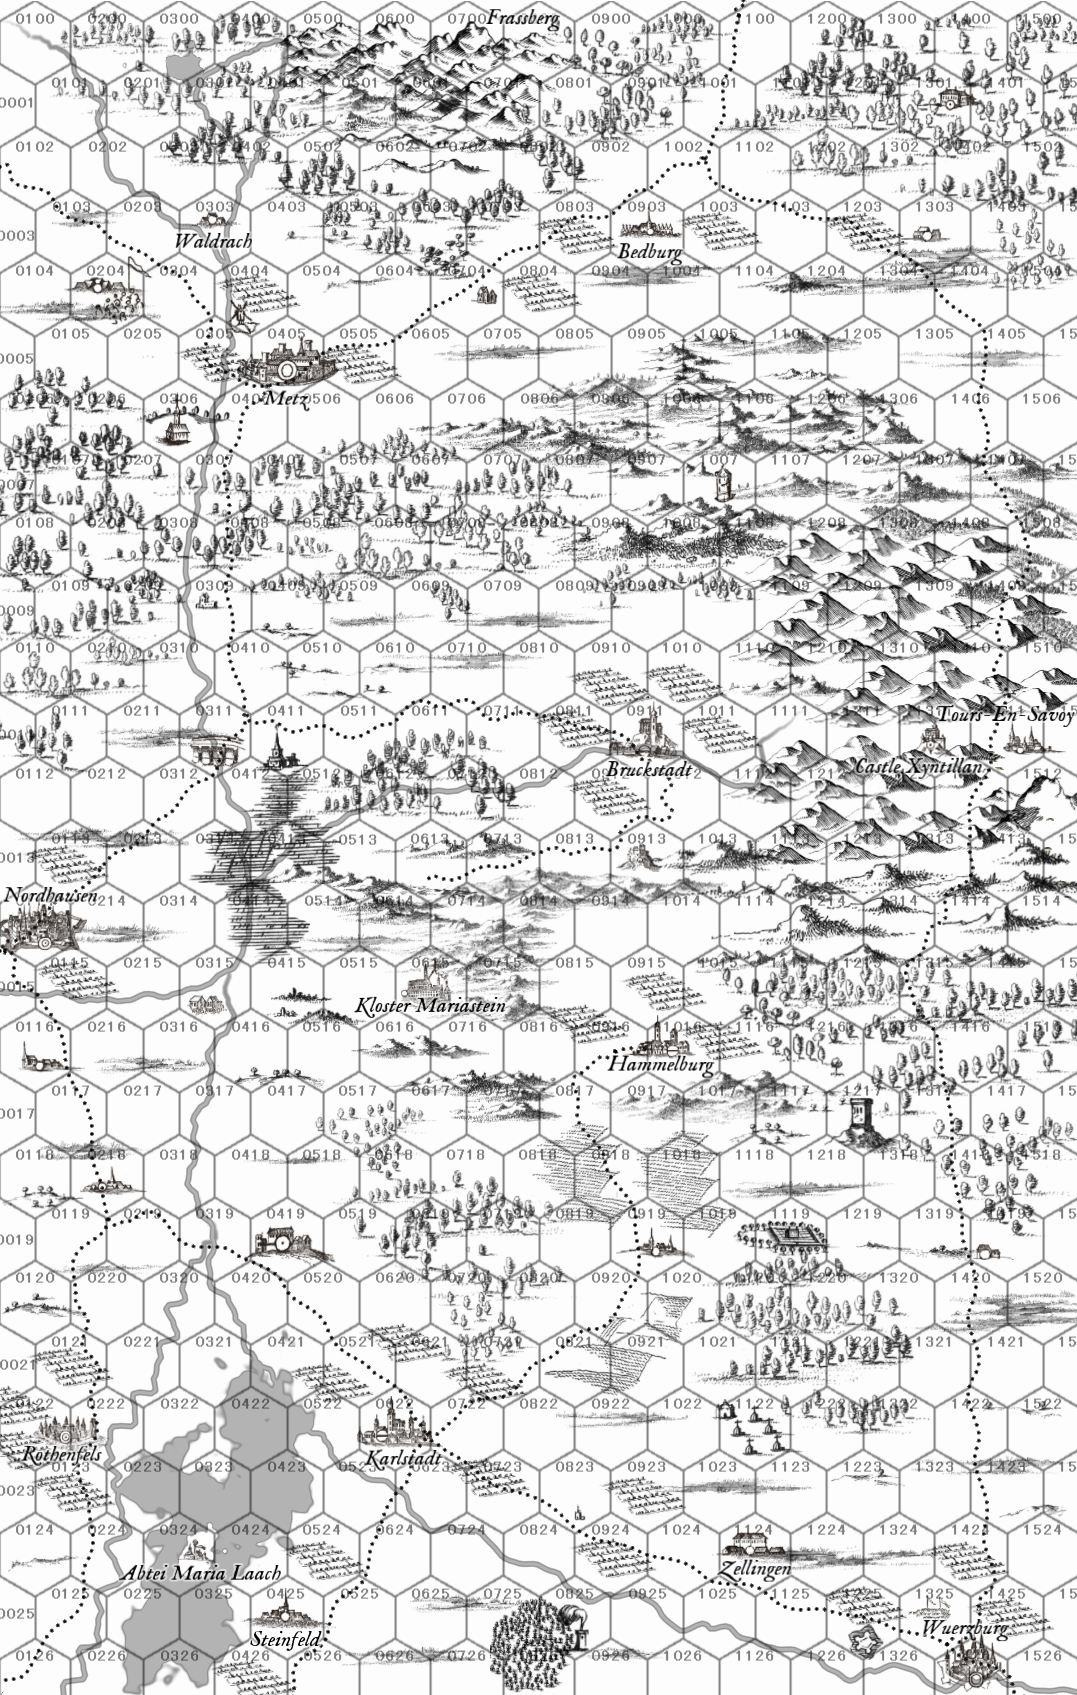 0100 0200 0300 0400 0500 0600 Frassberg 0900 1000 1100 1200 1300 1400 1500
0101 0201 0301 0401 0501 0601 0701 0801 0901 1001 1301 1401
0001
0102 0202 0302 0402 0502 0602 0702 0802 0902 1002 1102 1202 1302 1402 1502
0103 0203 0303 0403 0503 0603 0703 0803 0903 1003 1103 1203 1303 1403
0003
Waldrach
Bedburg
0104 0204 0304 0404 0504 0604 0704 0804 0904 1004 1104 1204 1304 1404 1504
0105 0205 0305 0405 0505 0605 0705 0805 0905 1005 1105 1205 1305 1405
0005
Metz
0106 0206 0306 0406 0506 0606 0706 0806 0906 1006 1106 1206 1306 1406 1506
0107 0207 0307 0407 0507 0607 0707 0807 0907 1007 1107 1207 1307 1407
0007
0108 0208 0308 0408 0508 0608 0708 0808 0908 1008 1108 1208 1308 1408 1508
0109 0209 0309 0409 0509 0609 0709 0809 0909 1009 1109 1209 1309 1409
0009
0110 0210 0310 0410 0510 0610 0710 0810 0910 1010 1110 1210 1310 1410 1510
0111 0211 0311 0411 0511 0611 0711 0811 0911 1011 1111 1211
Tours-En-Savoy
Castle Xyntillan
Bruckstadt
0112 0212 0312 0412 0512 0612 0712 0812 1112 1212 1512
0113 0213 0313 0413 0513 0613 0713 0813 0913 1013 1113 1213 1313 1413
0013
Nordhausen
0214 0314 0414 0514 0614 0714 0814 0914 1014 1114 1214 1314 1414 1514
0115 0215 0315 0415 0515 0615 0715 0815 0915 1015 1115 1215 1315 1415
0015
Kloster Mariastein
0116 0216 0316 0416 0516 0616 0716 0816 0916 1016 1116 1216 1316 1416 1516
Hammelburg
0117 0217 0317 0417 0517 0617 0717 0817 0917 1017 1117 1217 1317 1417
0017
0118 0218 0318 0418 0518 0618 0718 0818 0918 1018 1118 1218 1318 1418 1518
0119 0219 0319 0419 0519 0619 0719 0819 0919 1019 1119 1219 1319 1419
0019
0120 0220 0320 0420 0520 0620 0720 0820 0920 1020 1120 1220 1320 1420 1520
0121 0221 0321 0421 0521 0621 0721 0821 0921 1021 1121 1221 1321 1421
0021
0122 0222 0322 0422 0522 0622 0722 0822 0922 1022 1122 1222 1322 1422 1522
Rothenfels
Karlstadt
0123 0223 0323 0423 0523 0623 0723 0823 0923 1023 1123 1223 1323 1423
0023
0124 0224 0324 0424 0524 0624 0724 0824 0924 1024 1124 1224 1324 1424 1524
Abtei Maria Laach
Zellingen
0125 0225 0325 0425 0525 0625 0725 0825 0925 1025 1125 1225 1325 1425
0025
Steinfeld
Wuerzburg
0126 0226 0326 0426 0526 0626 0726 0826 0926 1026 1126 1226 1326 1426 1526